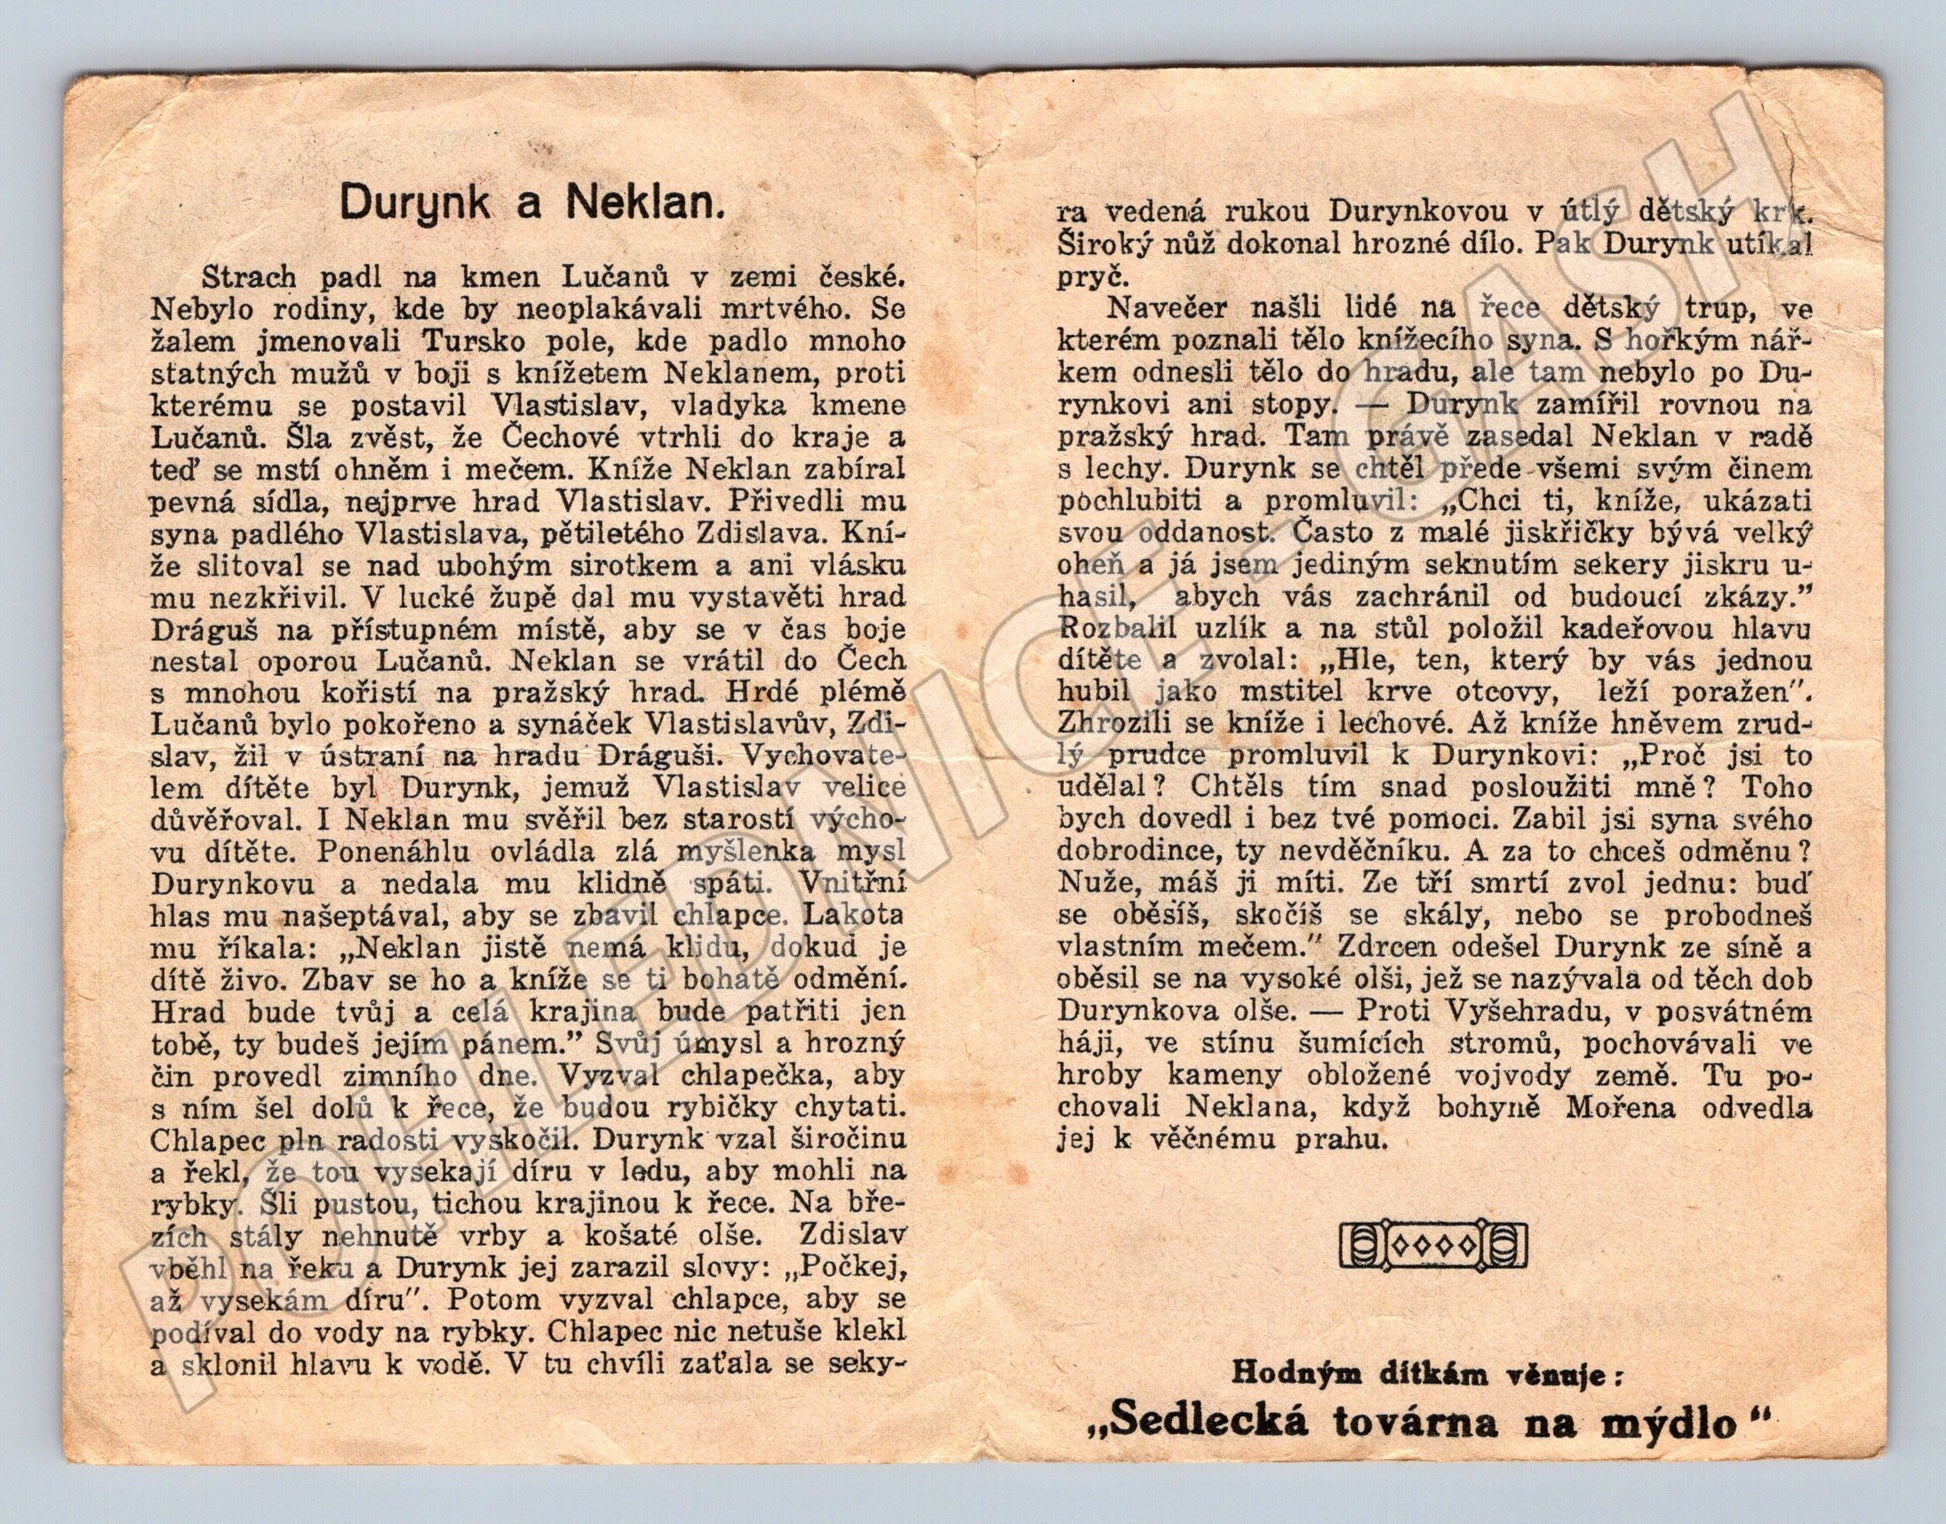 Durynk a Neklan.
Strach padl na kmen Lučanů v zemi české.
Nebylo rodiny, kde by neoplakávali mrtvého. Se
žalem jmenovali Tursko pole, kde padlo mnoho
statných mužů v boji s knížetem Neklanem, proti
kterému se postavil Vlastislav, vladyka kmene
Lučanů. Šla zvěst, že Čechové vtrhli do kraje a
teď se mstí ohněm i mečem. Kníže Neklan zabíral
pevná sídla, nejprve hrad Vlastislav. Přivedli mu
syna padlého Vlastislava, pětiletého Zdislava. Kní-
že slitoval se nad ubohým sirotkem a ani vlásku
mu nezkřivil. V lucké župě dal mu vystavěti hrad
Dráguš na přístupném místě, aby se v čas boje
nestal oporou Lučanů. Neklan se vrátil do Čech
s mnohou kořistí na pražský hrad. Hrdé plémě
Lučanů bylo pokořeno a synáček Vlastislavův, Zdi-
slav, žil v ústraní na hradu Dráguši. Vychovate-
lem dítěte byl Durynk, jemuž Vlastislav velice
důvěřoval. I Neklan mu svěřil bez starostí výcho-
vu dítěte. Ponenáhlu ovládla zlá myšlenka mysl
Durynkovu a nedala mu klidně spáti. Vnitřní
hlas mu našeptával, aby se zbavil chlapce. Lakota
mu říkala: „Neklan jistě nemá klidu, dokud je
dítě živo. Zbav se ho a kníže se ti bohatě odmění.
Hrad bude tvůj a celá krajina bude patřiti jen
tobě, ty budeš jejím pánem.” Svůj úmysl a hrozný
čin provedl zimního dne. Vyzval chlapečka, aby
s ním šel dolů k řece, že budou rybičky chytati.
Chlapec pln radosti vyskočil. Durynk vzal širočinu
a řekl, že tou vysekají díru v ledu, aby mohli na
rybky. Šli pustou, tichou krajinou k řece. Na bře-
zích stály nehnutě vrby a košaté olše. Zdislav
vběhl na řeku a Durynk jej zarazil slovy: „Počkej,
až vysekám díru”. Potom vyzval chlapce, aby se
podíval do vody na rybky. Chlapec nic netuše klekl
a sklonil hlavu k vodě. V tu chvíli zaťala se seky-
ra vedená rukou Durynkovou v útlý dětský krk.
Široký nůž dokonal hrozné dílo. Pak Durynk utíkal
pryč.
Navečer našli lidé na řece dětský trup, ve
kterém poznali tělo knížecího syna. S hořkým nář-
kem odnesli tělo do hradu, ale tam nebylo po Du-
rynkovi ani stopy. — Durynk zamířil rovnou na
pražský hrad. Tam právě zasedal Neklan v radě
s lechy. Durynk se chtěl přede všemi svým činem
pochlubiti a promluvil: „Chci ti, kníže, ukázati
svou oddanost. Často z malé jiskřičky bývá velký
oheň a já jsem jediným seknutím sekery jiskru u-
hasil, abych vás zachránil od budoucí zkázy.”
Rozbalil uzlík a na stůl položil kadeřovou hlavu
dítěte a zvolal: „Hle, ten, který by vás jednou
hubil jako mstitel krve otcovy, leží poražen”.
Zhrozili se kníže i lechové. Až kníže hněvem zrud-
lý prudce promluvil k Durynkovi: „Proč jsi to
udělal? Chtěls tím snad posloužiti mně? Toho
bych dovedl i bez tvé pomoci. Zabil jsi syna svého
dobrodince, ty nevděčníku. A za to chceš odměnu?
Nuže, máš ji míti. Ze tří smrtí zvol jednu: buď
se oběsíš, skočíš se skály, nebo se probodneš
vlastním mečem.” Zdrcen odešel Durynk ze síně a
oběsil se na vysoké olši, jež se nazývala od těch dob
Durynkova olše. — Proti Vyšehradu, v posvátném
háji, ve stínu šumících stromů, pochovávali ve
hroby kameny obložené vojvody země. Tu po-
chovali Neklana, když bohyně Mořena odvedla
jej k věčnému prahu.
Hodným dítkám věnuje:
„Sedlecká továrna na mýdlo“
POHLEDNICE - GASH